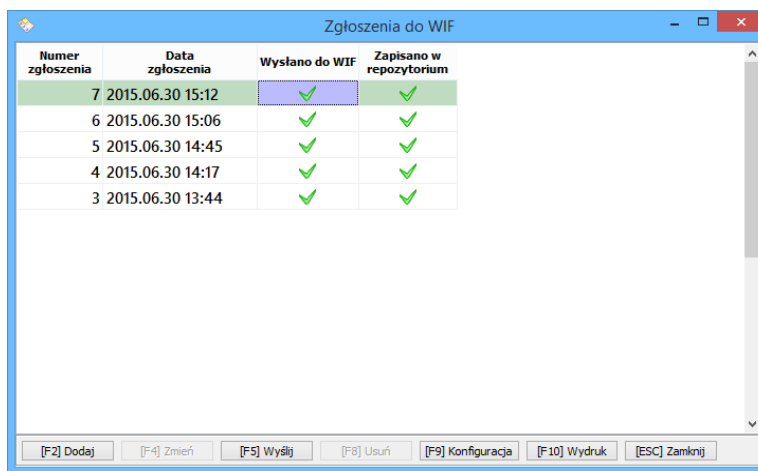 Zgłoszenia do WIF
Numer zgłoszenia Data zgłoszenia Wysłano do WIF Zapisano w repozytorium
7 2015.06.30 15:12
6 2015.06.30 15:06
5 2015.06.30 14:45
4 2015.06.30 14:17
3 2015.06.30 13:44
[F2] Dodaj [F4] Zmień [F5] Wyślij [F8] Usuń [F9] Konfiguracja [F10] Wydruk [ESC] Zamknij